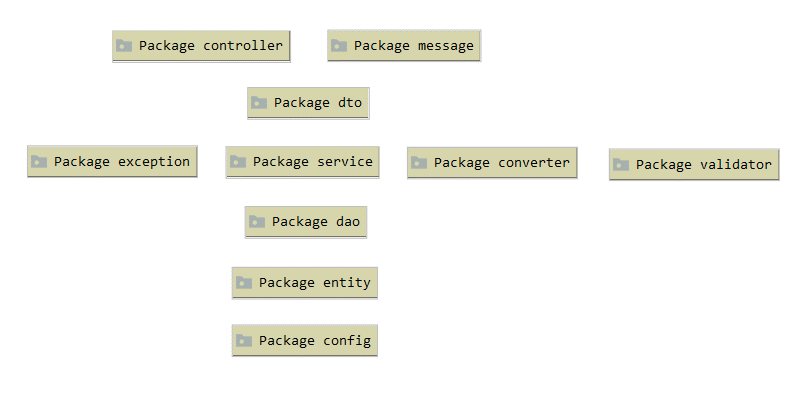 Package controller
Package message
Package dto
Package exception
Package service
Package converter
Package validator
Package dao
Package entity
Package config